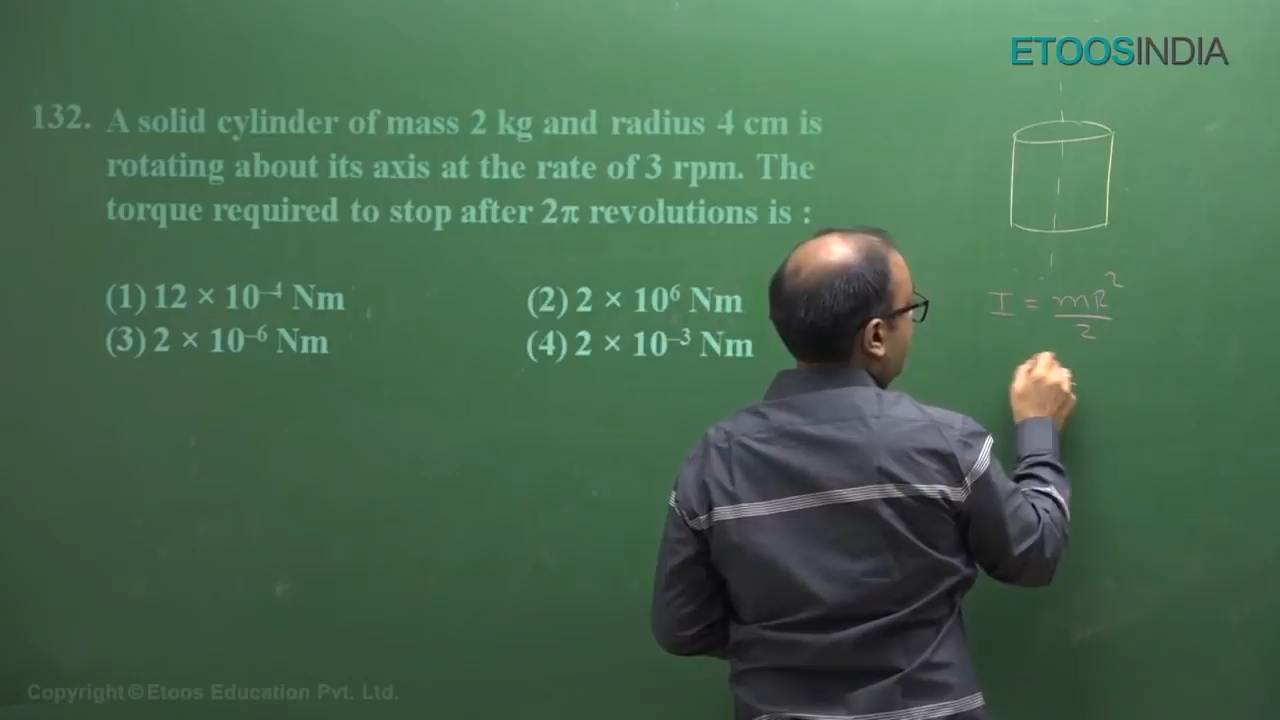 ETOOSINDIA
132. A solid cylinder of mass 2 kg and radius 4 cm is
rotating about its axis at the rate of 3 rpm. The
torque required to stop after 2π revolutions is :
(1) 12 × 10⁻⁴ Nm (2) 2 × 10⁶ Nm
(3) 2 × 10⁻⁶ Nm (4) 2 × 10⁻³ Nm
I = mR²/2
Copyright © Etoos Education Pvt. Ltd.